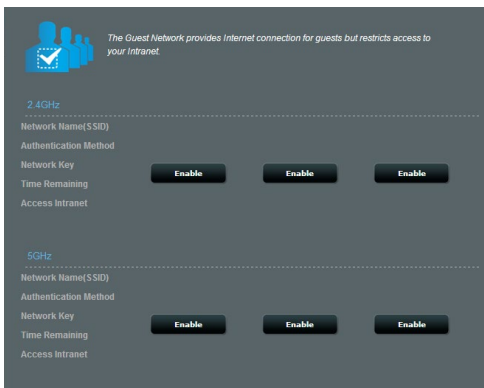 The Guest Network provides Internet connection for guests but restricts access to
your Intranet.
2.4GHz
Network Name(SSID)
Authentication Method
Network Key
Enable Enable Enable
Time Remaining
Access Intranet
5GHz
Network Name(SSID)
Authentication Method
Network Key
Enable Enable Enable
Time Remaining
Access Intranet